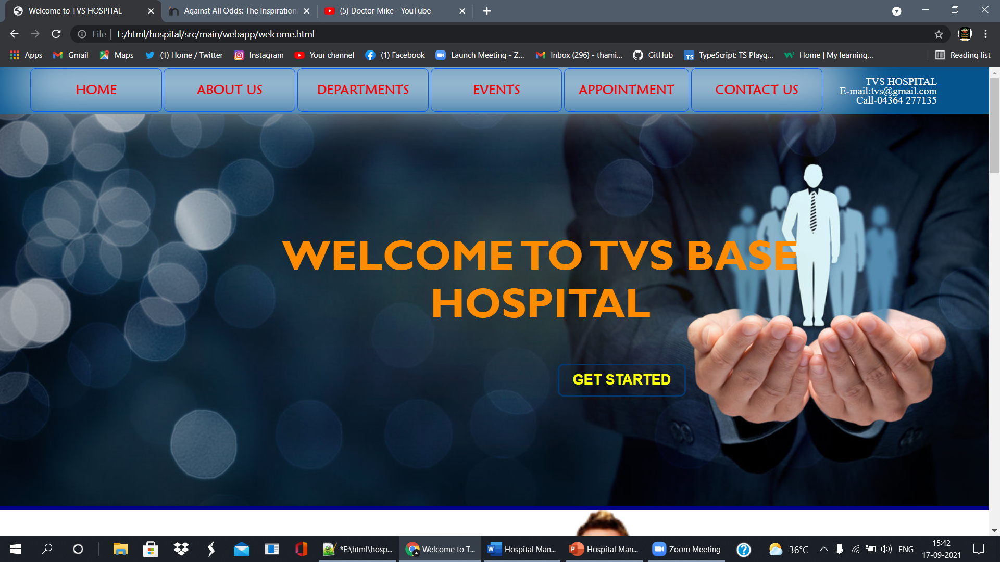 Welcome to TVS HOSPITAL
Against All Odds: The Inspiration
(5) Doctor Mike - YouTube
File | E:/html/hospital/src/main/webapp/welcome.html
Apps
Gmail
Maps
(1) Home / Twitter
Instagram
Your channel
(1) Facebook
Launch Meeting - Z...
Inbox (296) - thami...
GitHub
TS
TypeScript: TS Playg...
Home | My learning...
Reading list
HOME
ABOUT US
DEPARTMENTS
EVENTS
APPOINTMENT
CONTACT US
TVS HOSPITAL
E-mail:tvs@gmail.com
Call-04364 277135
WELCOME TO TVS BASE
HOSPITAL
GET STARTED
*E:\html\hosp...
Welcome to T...
Hospital Man...
Hospital Man...
Zoom Meeting
36°C
ENG
15:42
17-09-2021